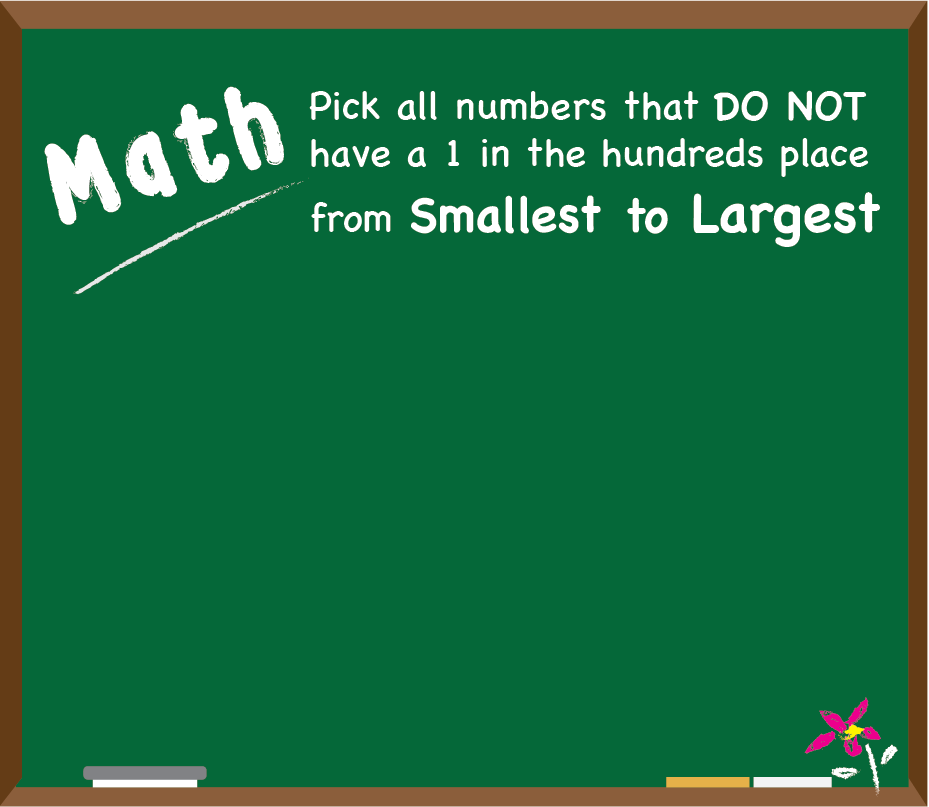 Math
Pick all numbers that DO NOT
have a 1 in the hundreds place
from Smallest to Largest